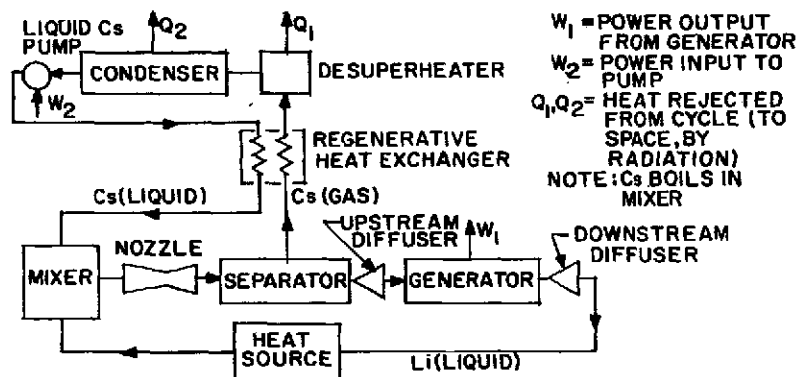 LIQUID Cs
PUMP
Q2
Q1
CONDENSER
DESUPERHEATER
W2
REGENERATIVE
HEAT EXCHANGER
Cs(LIQUID)
Cs(GAS)
MIXER
NOZZLE
SEPARATOR
UPSTREAM
DIFFUSER
W1
GENERATOR
DOWNSTREAM
DIFFUSER
HEAT
SOURCE
Li(LIQUID)
W1 = POWER OUTPUT
FROM GENERATOR
W2 = POWER INPUT TO
PUMP
Q1,Q2 = HEAT REJECTED
FROM CYCLE (TO
SPACE, BY
RADIATION)
NOTE: Cs BOILS IN
MIXER